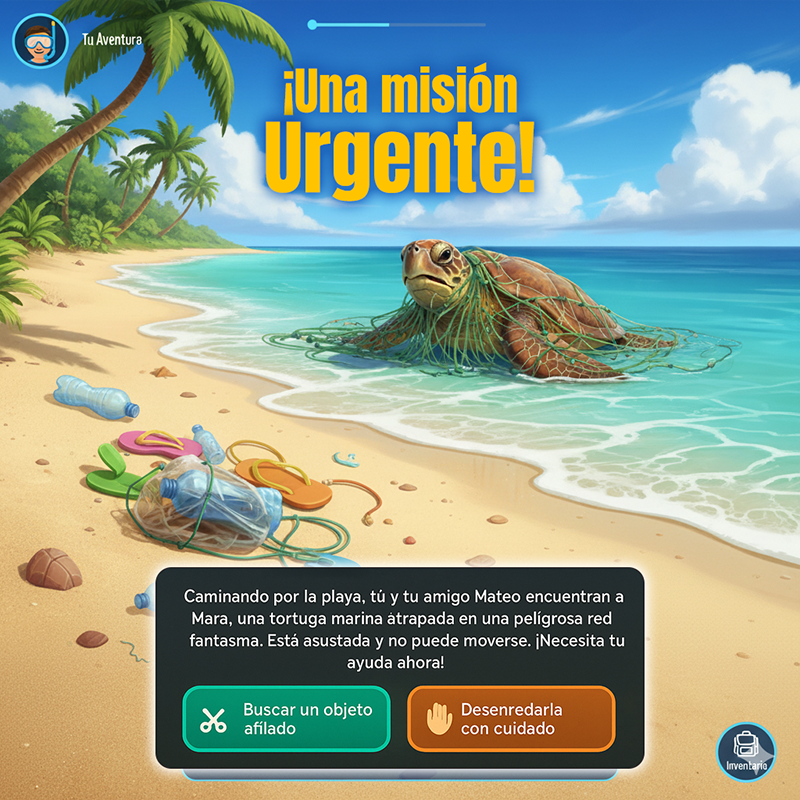 Tu Aventura
¡Una misión
Urgente!
Caminando por la playa, tú y tu amigo Mateo encuentran a
Mara, una tortuga marina atrapada en una peligrosa red
fantasma. Está asustada y no puede moverse. ¡Necesita tu
ayuda ahora!
Buscar un objeto
afilado
Desenredarla
con cuidado
Inventario